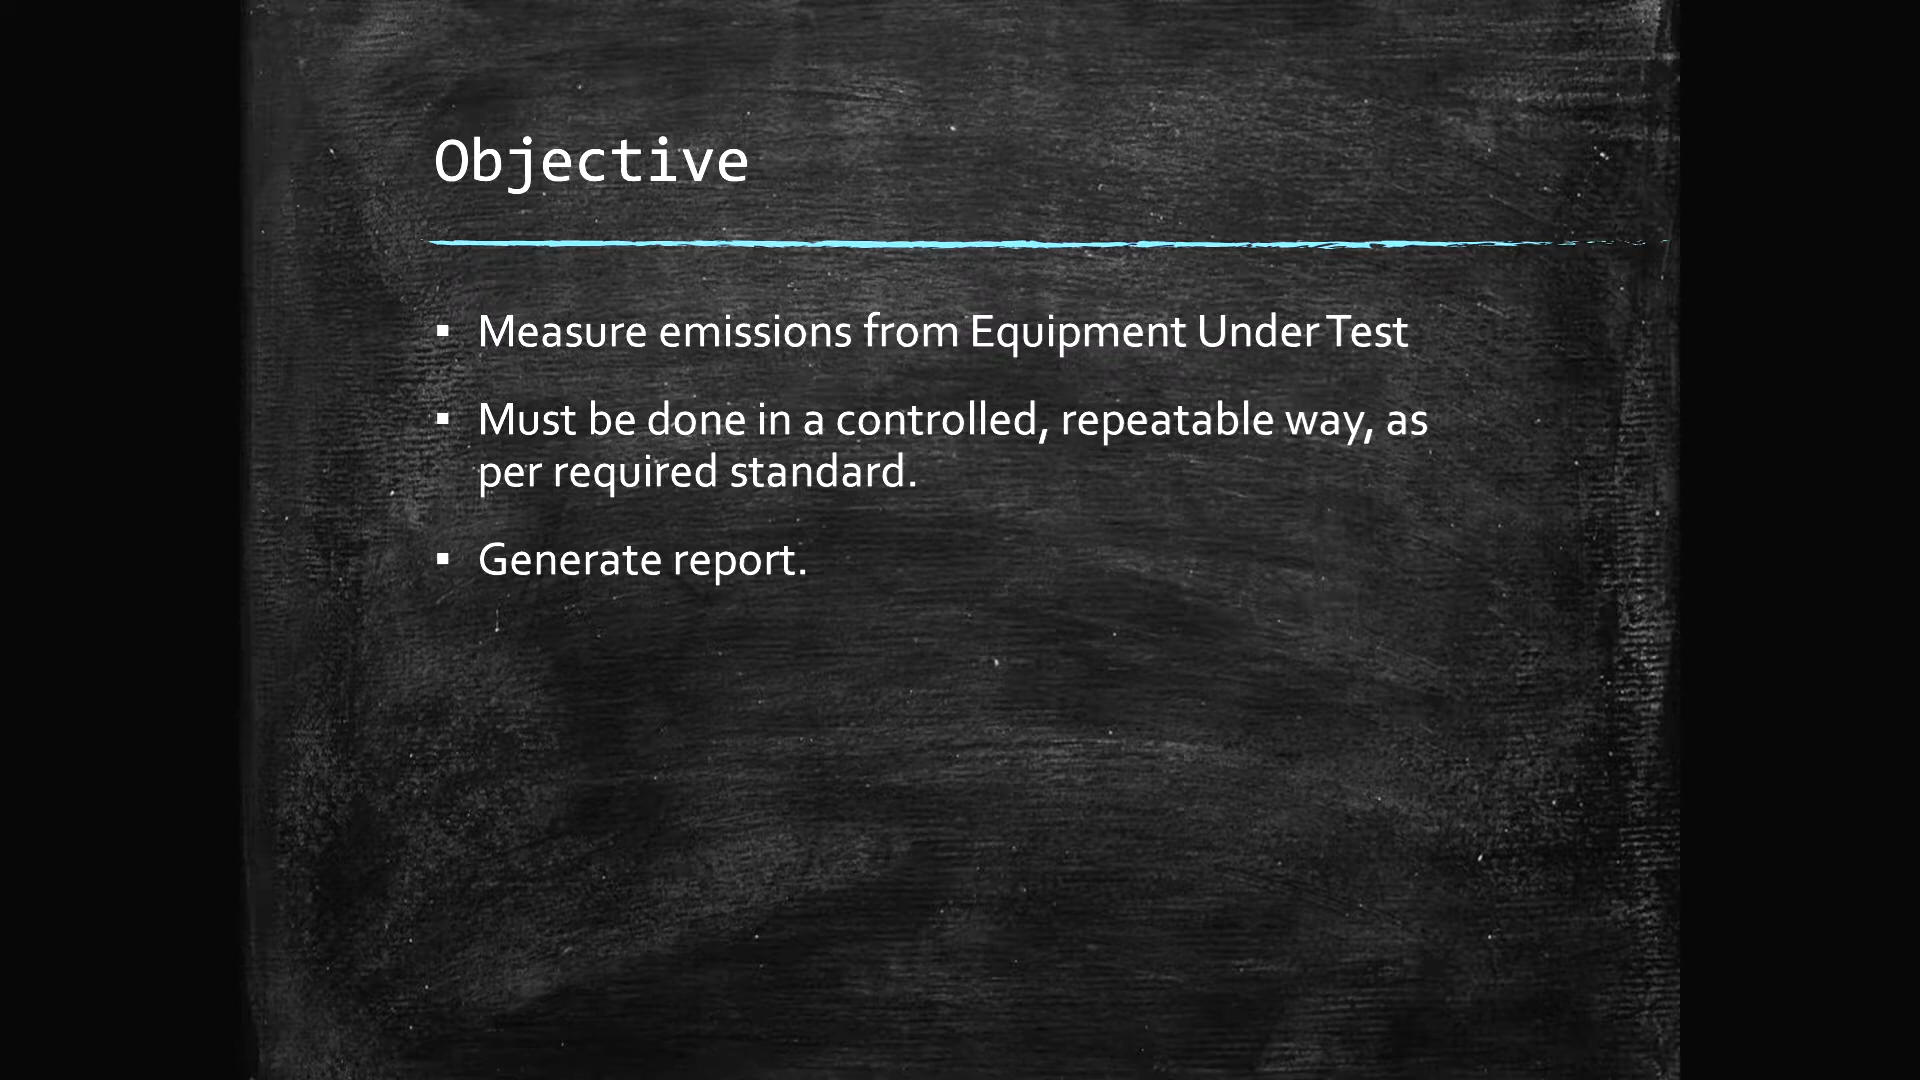 Objective
▪ Measure emissions from Equipment Under Test
▪ Must be done in a controlled, repeatable way, as
per required standard.
▪ Generate report.